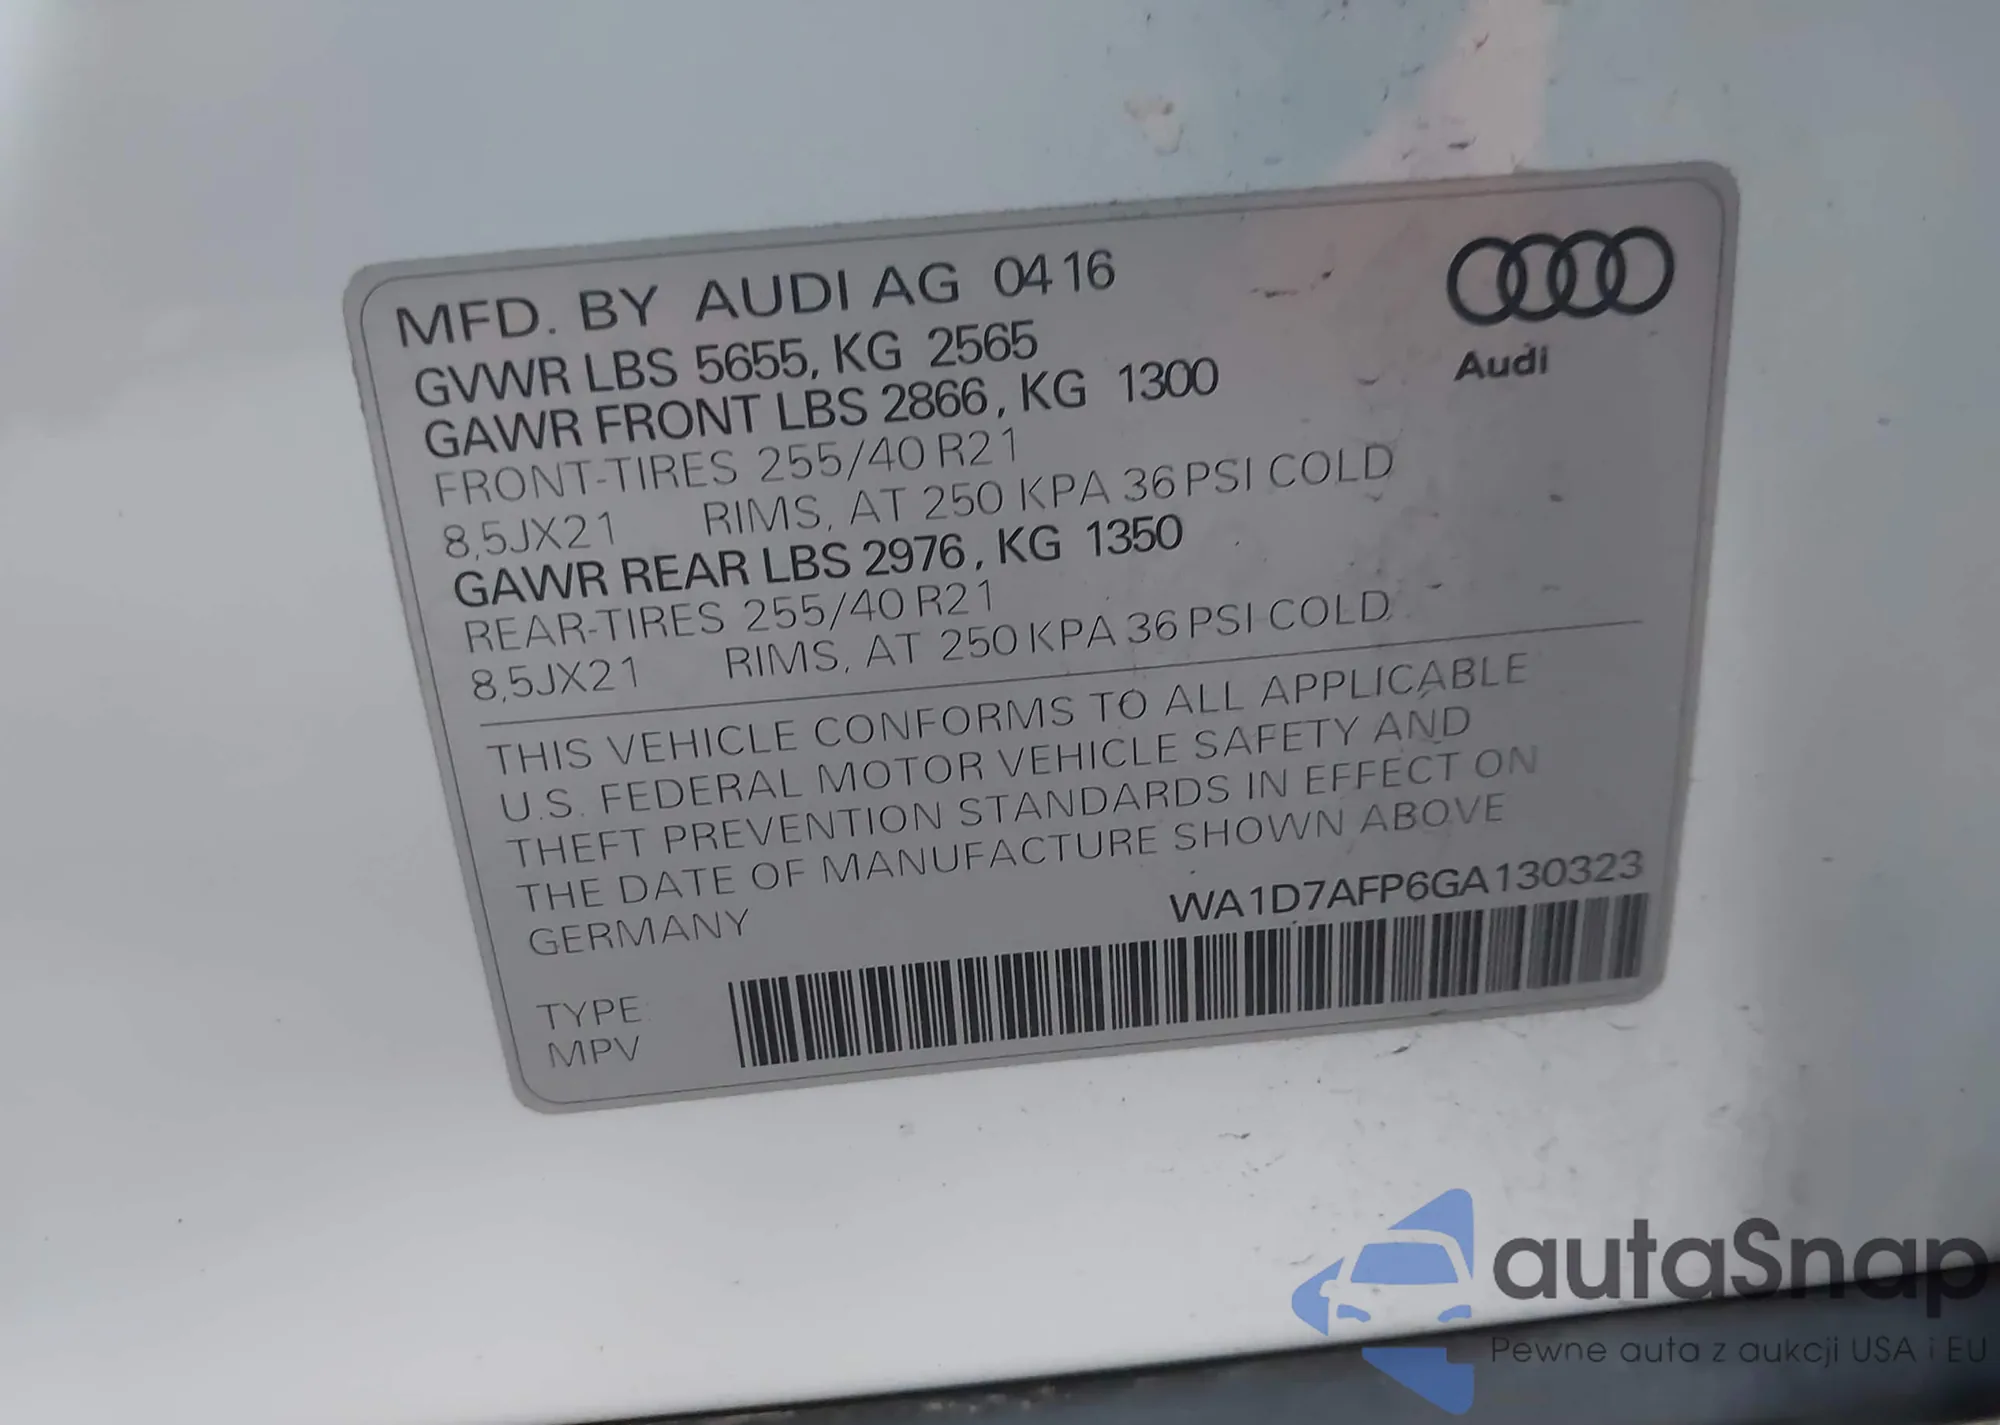 MFD. BY AUDI AG 04 16
GVWR LBS 5655, KG 2565
GAWR FRONT LBS 2866, KG 1300
FRONT-TIRES 255/40 R21
8,5JX21 RIMS, AT 250 KPA 36 PSI COLD
GAWR REAR LBS 2976, KG 1350
REAR-TIRES 255/40 R21
8,5JX21 RIMS, AT 250 KPA 36 PSI COLD
Audi
THIS VEHICLE CONFORMS TO ALL APPLICABLE
U.S. FEDERAL MOTOR VEHICLE SAFETY AND
THEFT PREVENTION STANDARDS IN EFFECT ON
THE DATE OF MANUFACTURE SHOWN ABOVE
GERMANY
WA1D7AFP6GA130323
TYPE
MPV
autaSnap
Pewne auta z aukcji USA i EU